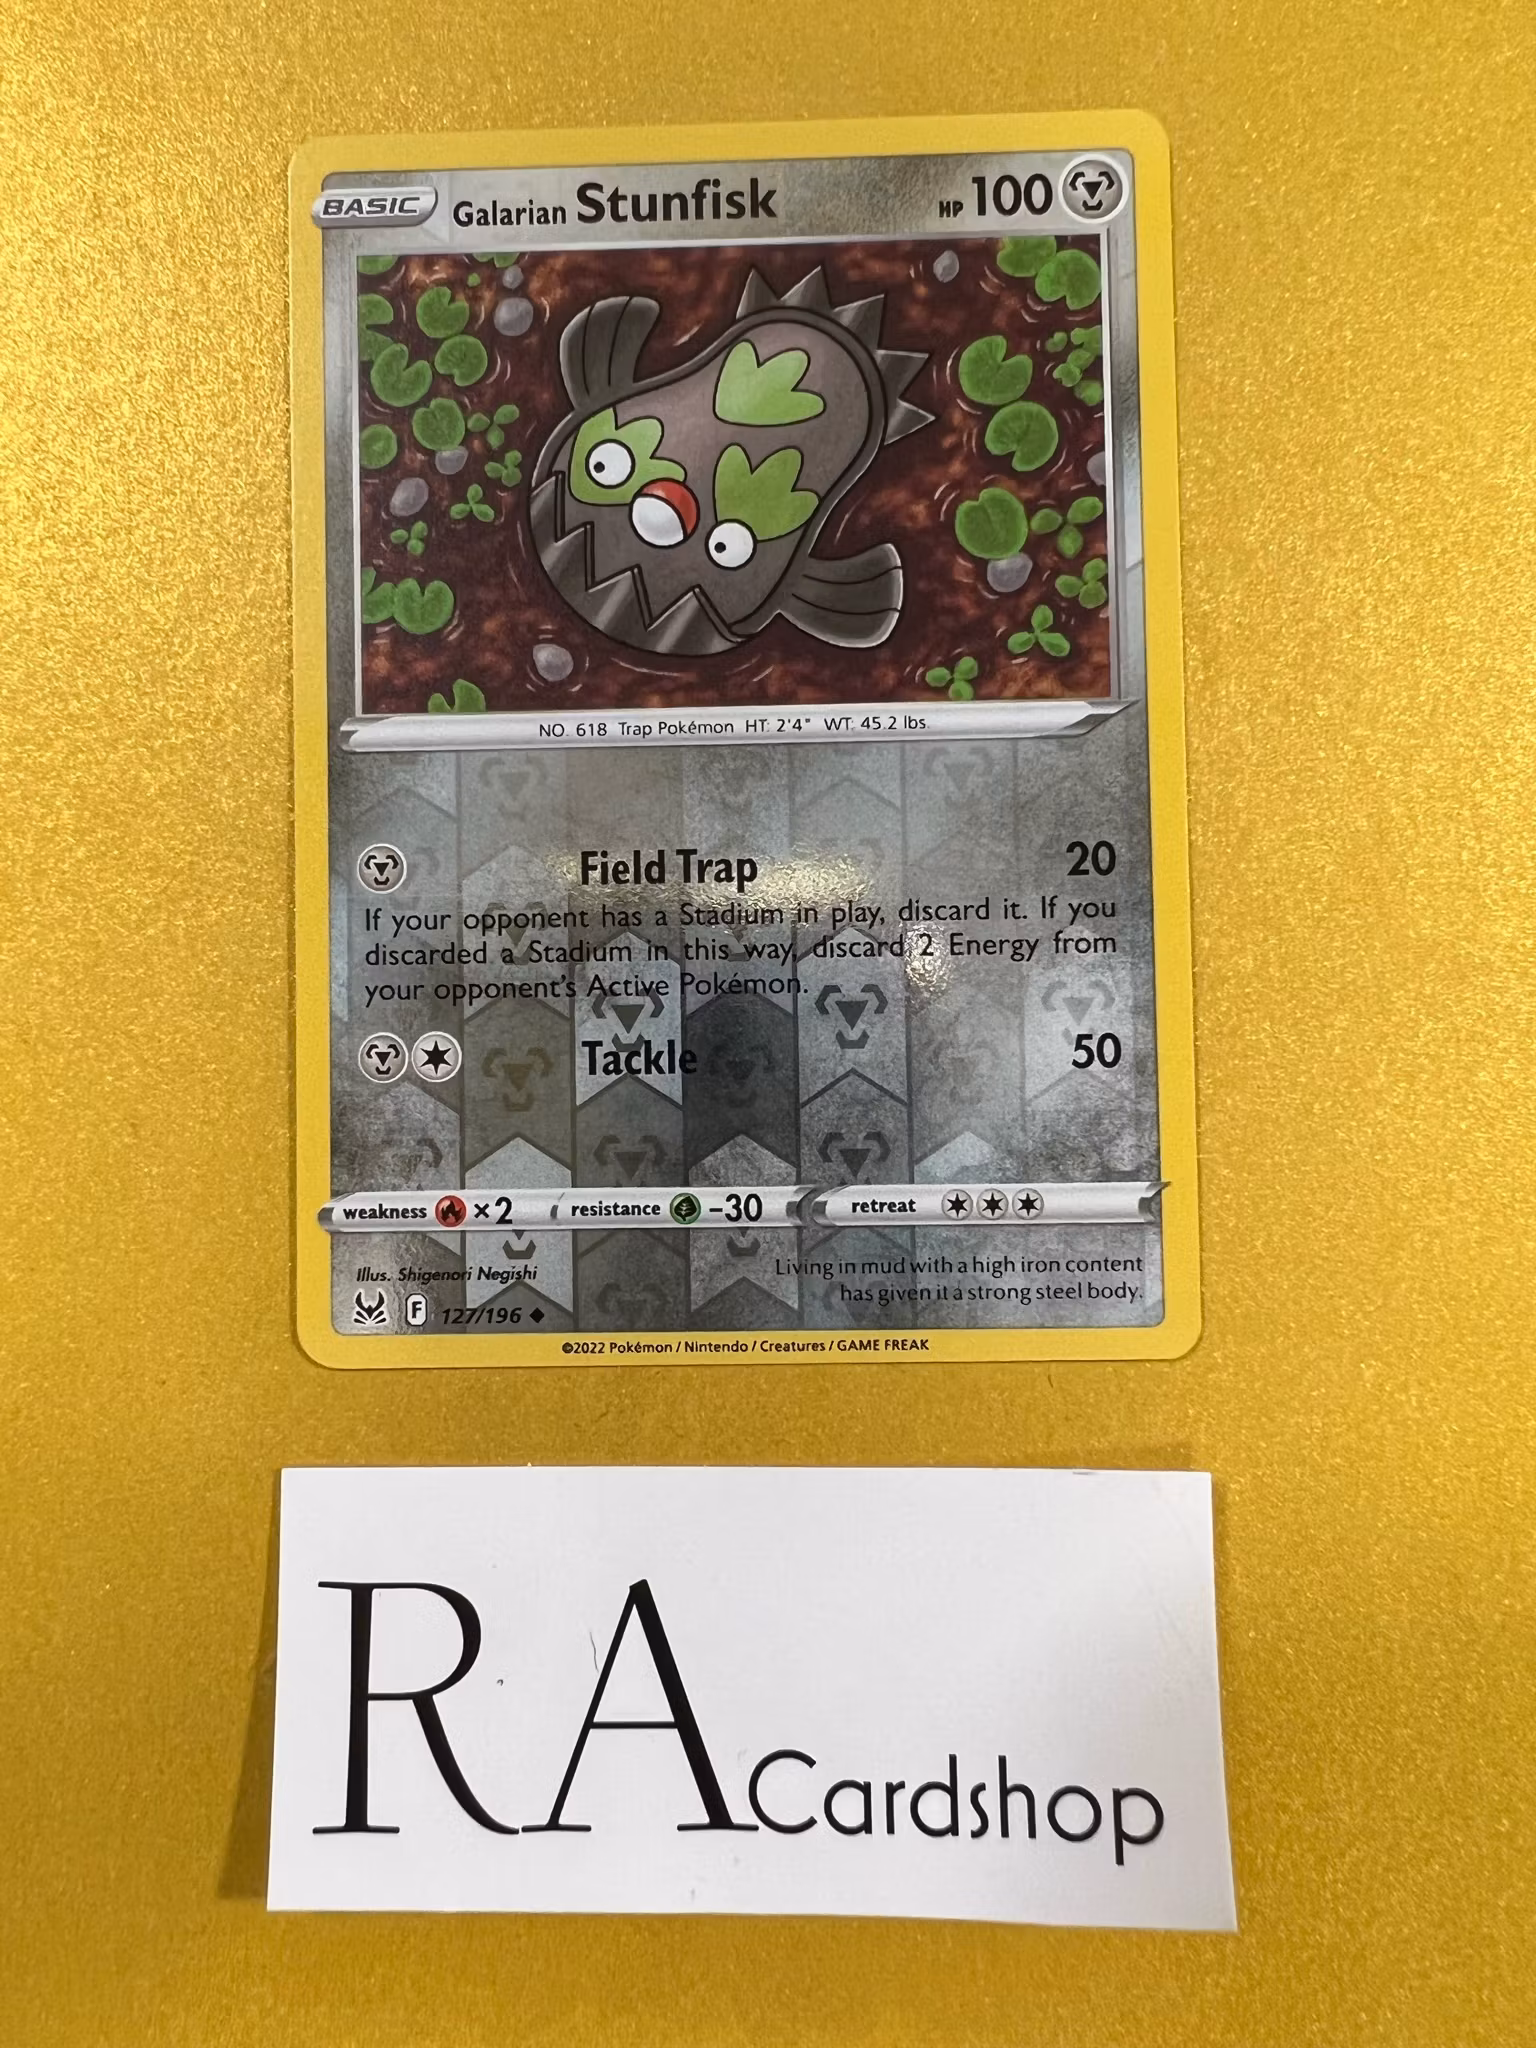 BASIC Galarian Stunfisk HP 100
NO. 618 Trap Pokémon HT: 2'4" WT: 45.2 lbs.
Field Trap 20
If your opponent has a Stadium in play, discard it. If you
discarded a Stadium in this way, discard 2 Energy from
your opponent's Active Pokémon.
Tackle 50
weakness ×2 resistance -30 retreat
Illus. Shigenori Negishi
Living in mud with a high iron content
has given it a strong steel body.
F 127/196
©2022 Pokémon / Nintendo / Creatures / GAME FREAK
RA Cardshop